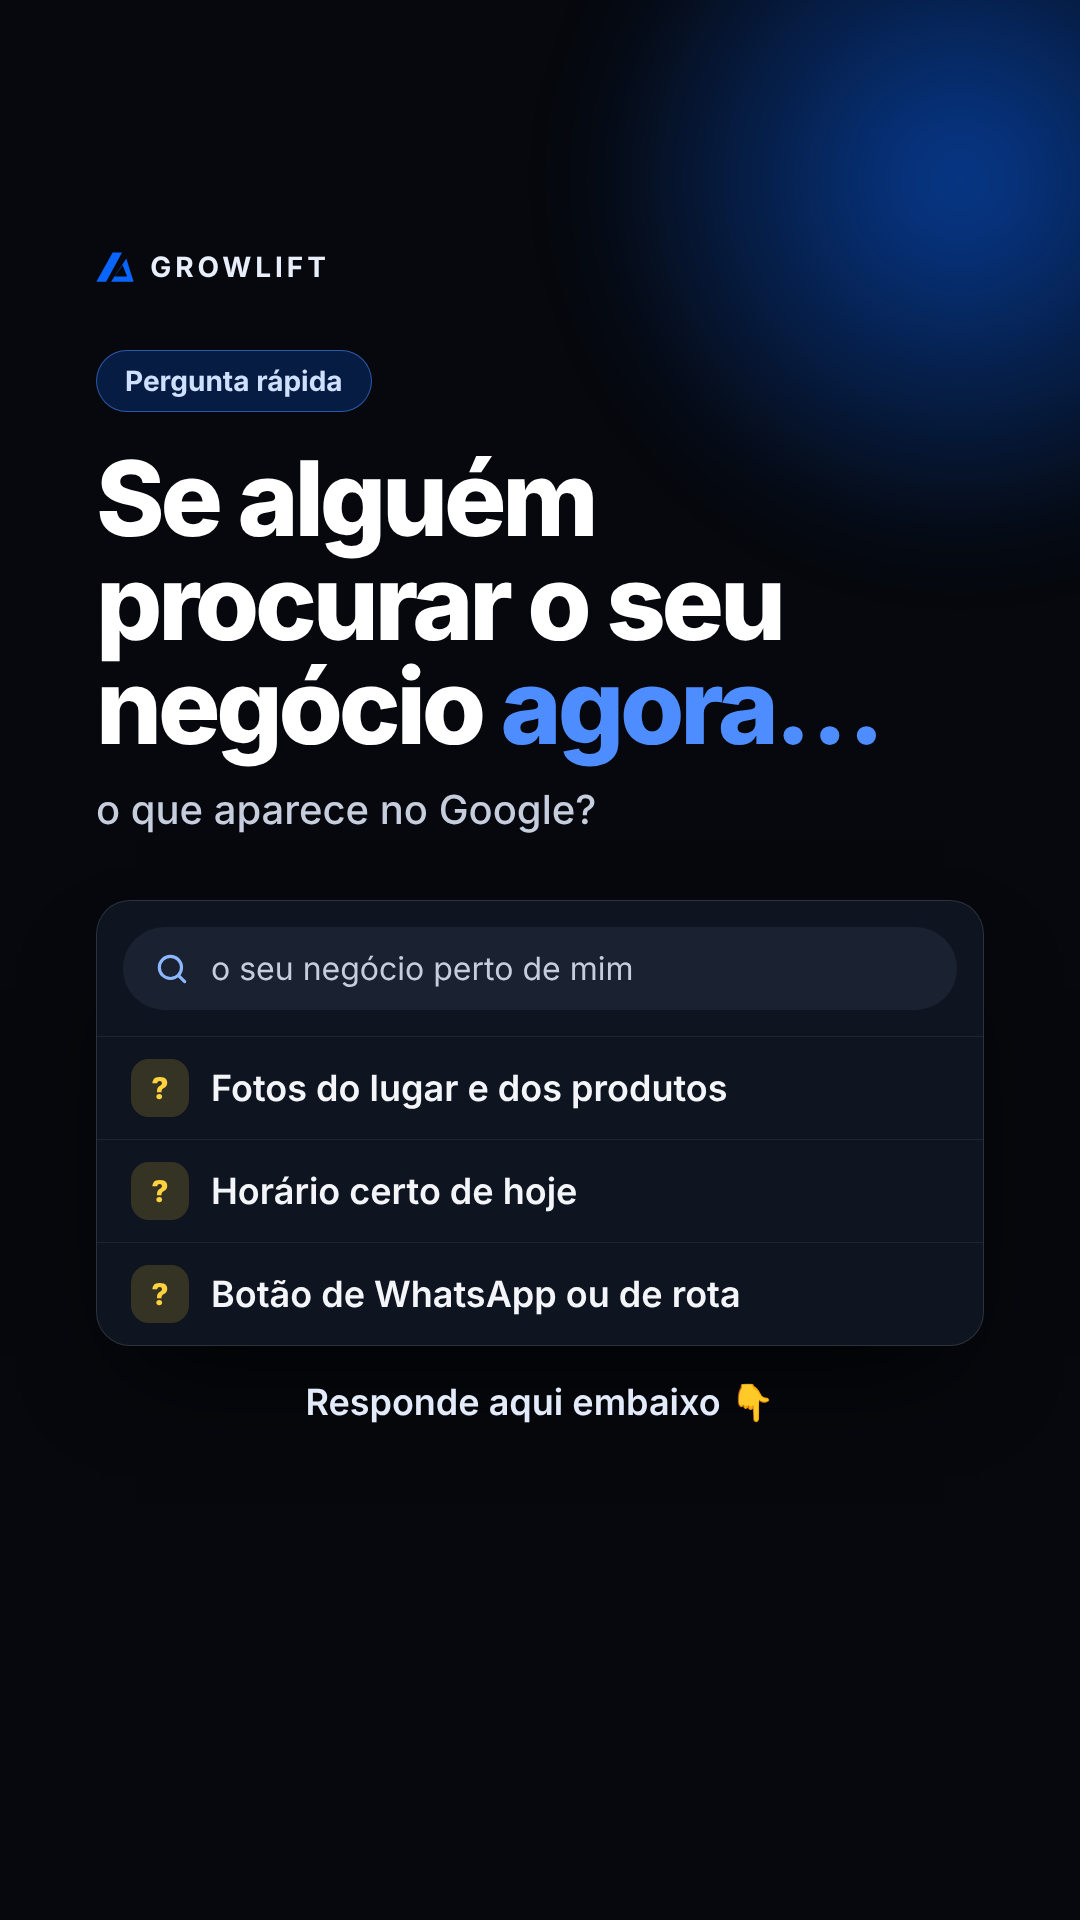 GROWLIFT
Pergunta rápida
Se alguém
procurar o seu
negócio agora...
o que aparece no Google?
o seu negócio perto de mim
? Fotos do lugar e dos produtos
? Horário certo de hoje
? Botão de WhatsApp ou de rota
Responde aqui embaixo 👇